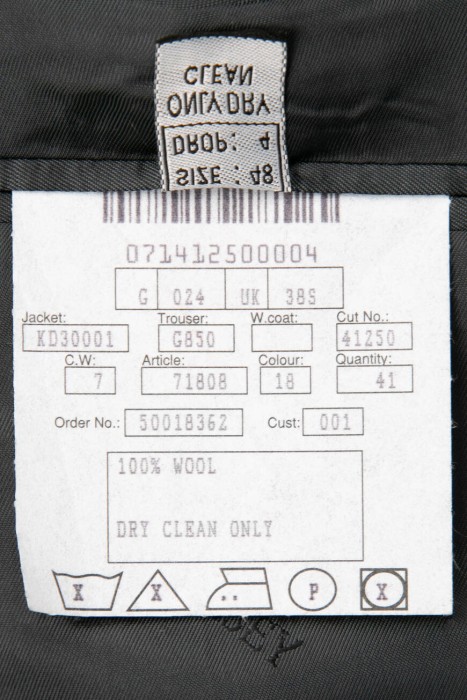 SIZE : 48
DROP : 4
ONLY DRY
CLEAN
071412500004
G 024 UK 38S
Jacket: Trouser: W.coat: Cut No.:
KD30001 G850 41250
C.W: Article: Colour: Quantity:
7 71808 18 41
Order No.: 50018362 Cust: 001
100% WOOL
DRY CLEAN ONLY
X X .. P X